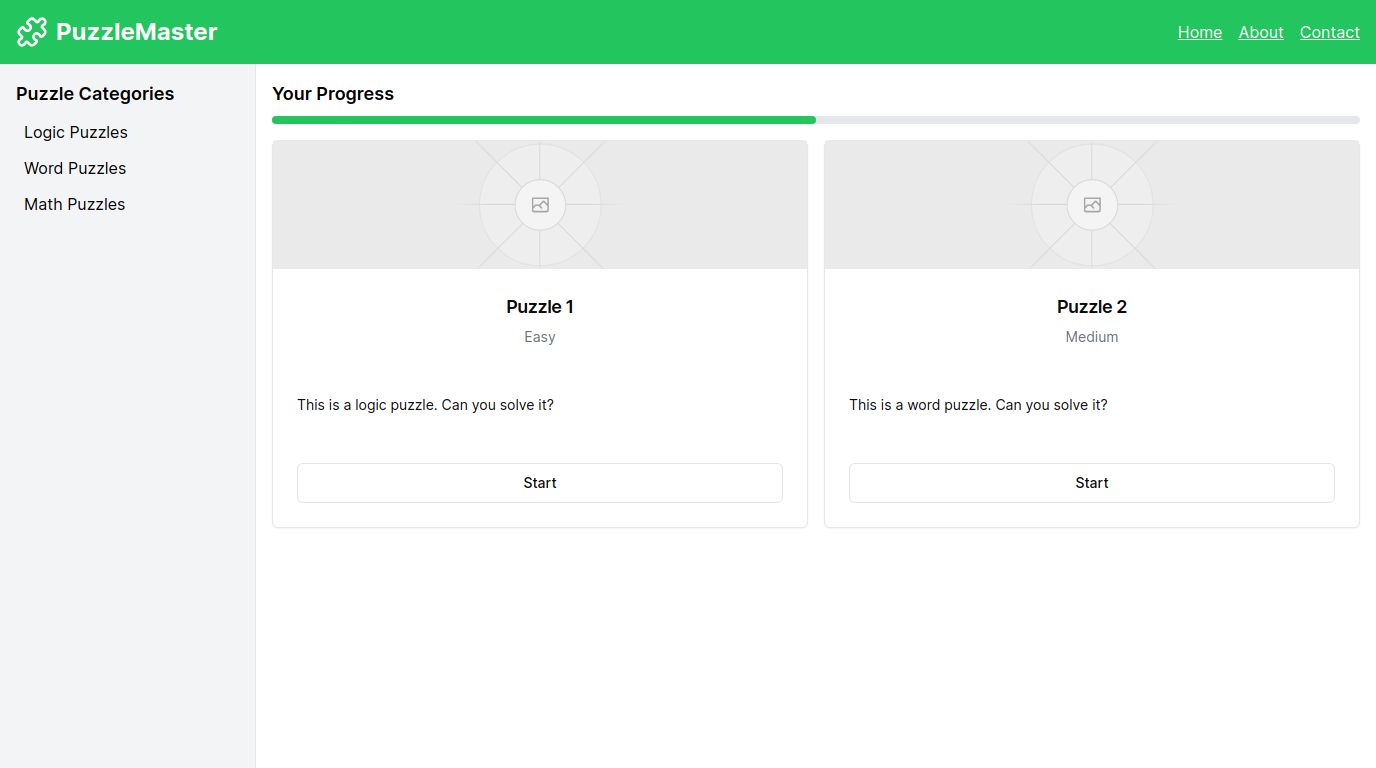 PuzzleMaster
Home About Contact
Puzzle Categories
Logic Puzzles
Word Puzzles
Math Puzzles
Your Progress
Puzzle 1
Easy
This is a logic puzzle. Can you solve it?
Start
Puzzle 2
Medium
This is a word puzzle. Can you solve it?
Start